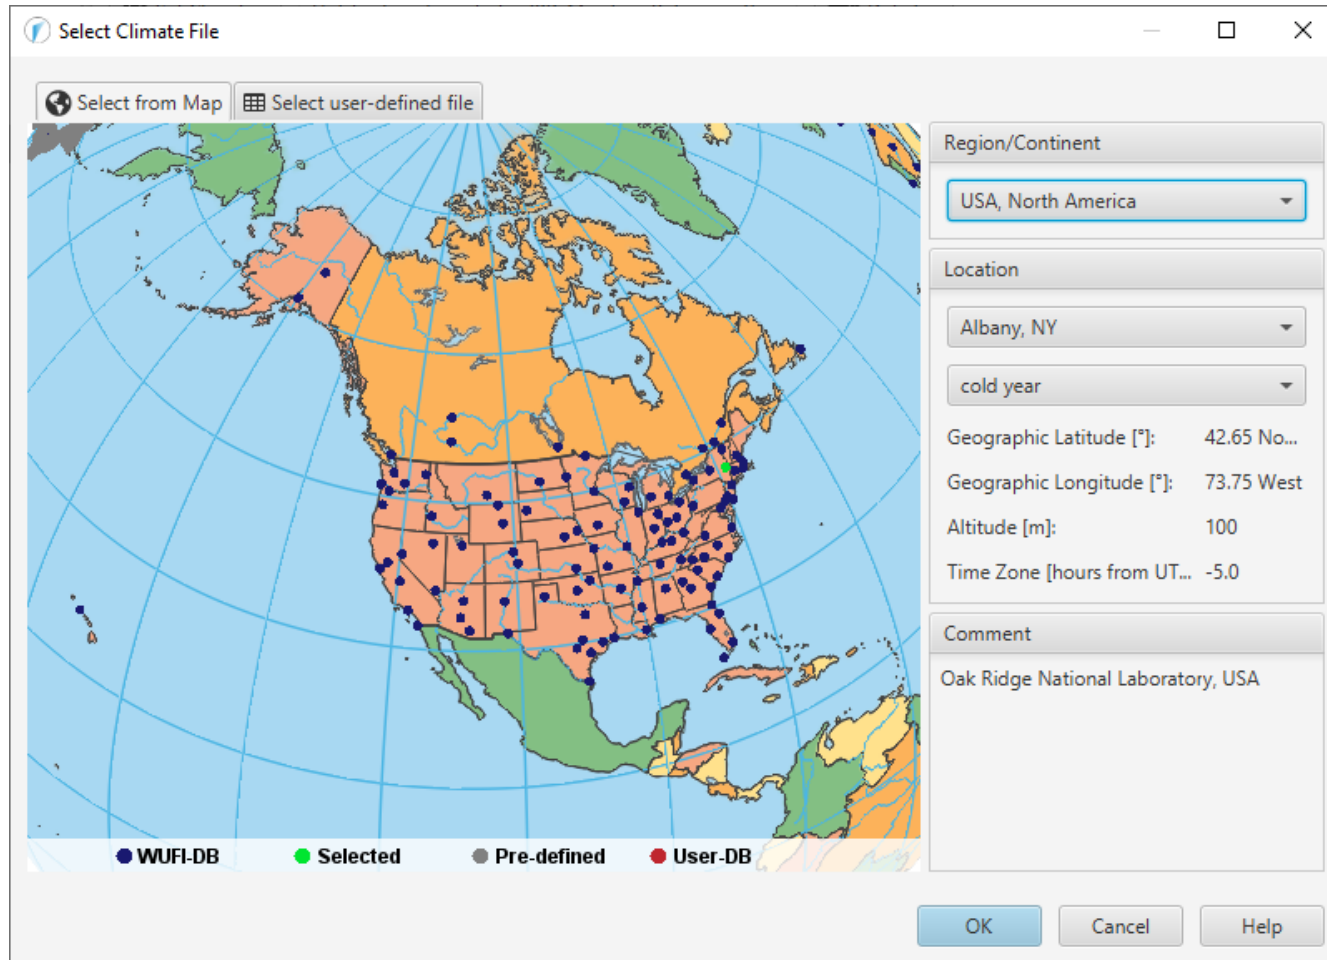 Select Climate File
Select from Map
Select user-defined file
Region/Continent
USA, North America
Location
Albany, NY
cold year
Geographic Latitude [°]: 42.65 No...
Geographic Longitude [°]: 73.75 West
Altitude [m]: 100
Time Zone [hours from UT... -5.0
Comment
Oak Ridge National Laboratory, USA
WUFI-DB
Selected
Pre-defined
User-DB
OK
Cancel
Help